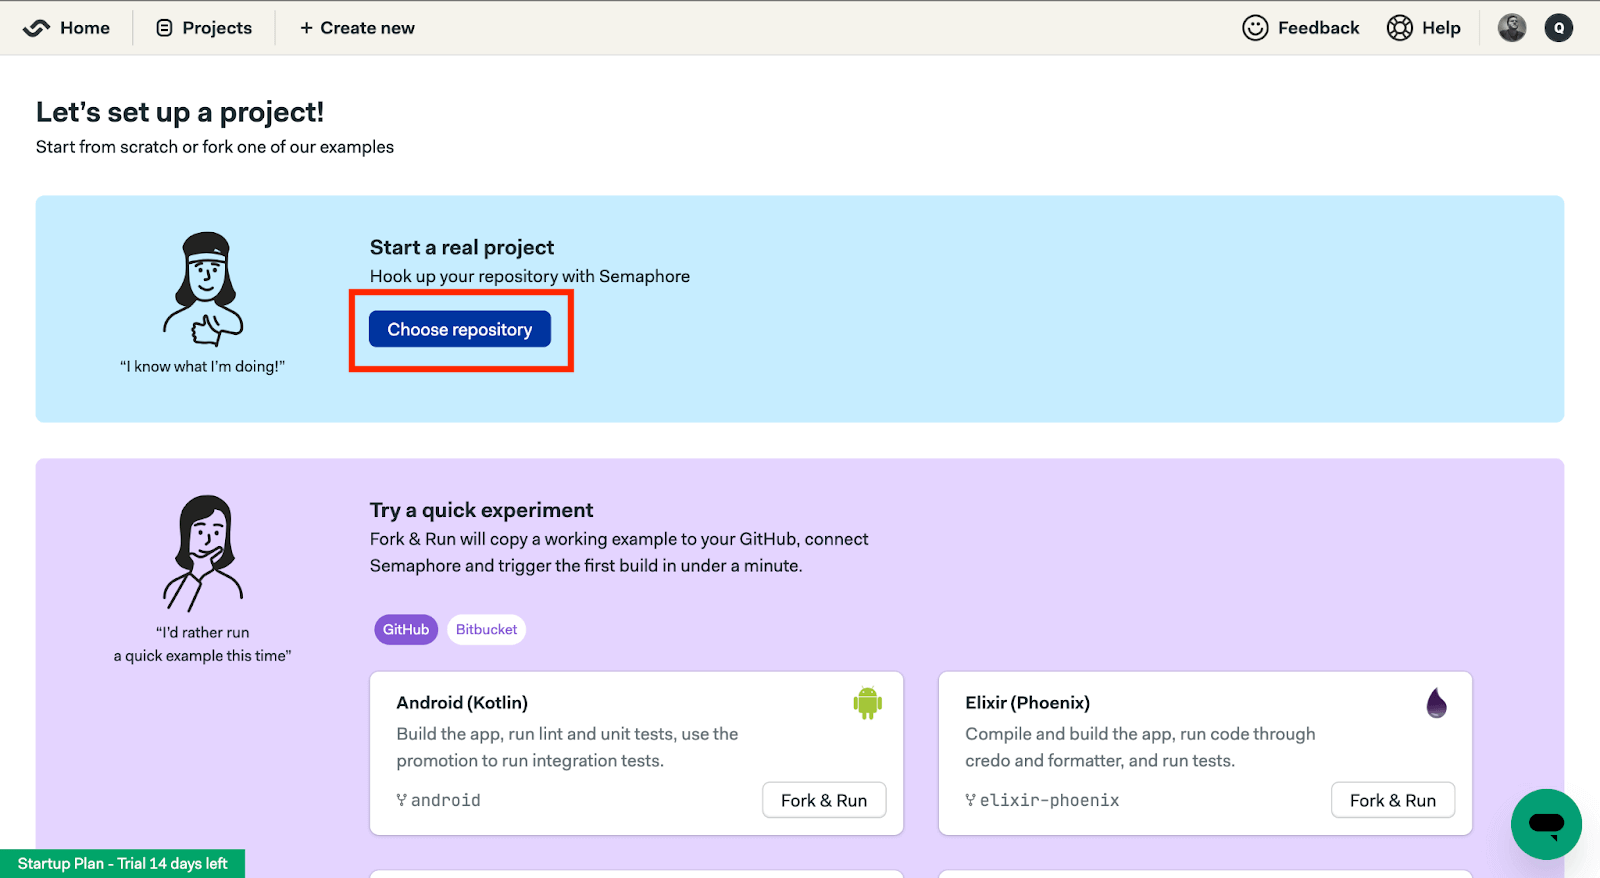 Home
Projects
+ Create new
Feedback
Help
Q
Let’s set up a project!
Start from scratch or fork one of our examples
Start a real project
Hook up your repository with Semaphore
Choose repository
“I know what I’m doing!”
Try a quick experiment
Fork & Run will copy a working example to your GitHub, connect
Semaphore and trigger the first build in under a minute.
“I’d rather run
a quick example this time”
GitHub
Bitbucket
Android (Kotlin)
Build the app, run lint and unit tests, use the
promotion to run integration tests.
android
Fork & Run
Elixir (Phoenix)
Compile and build the app, run code through
credo and formatter, and run tests.
elixir-phoenix
Fork & Run
Startup Plan - Trial 14 days left